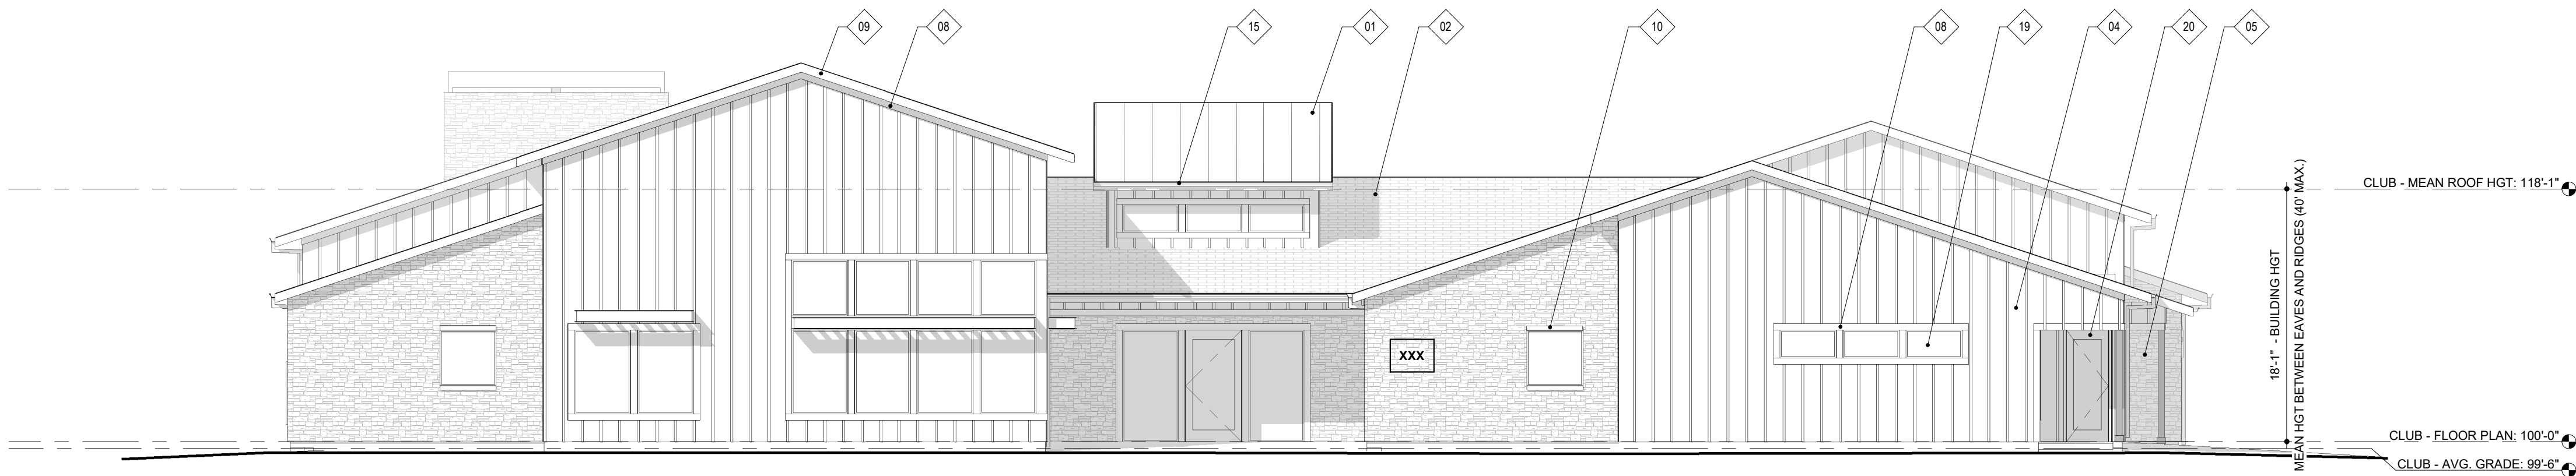 09
08
15
01
02
10
08
19
04
20
05
CLUB - MEAN ROOF HGT: 118'-1"
18'-1" - BUILDING HGT
MEAN HGT BETWEEN EAVES AND RIDGES (40' MAX.)
XXX
CLUB - FLOOR PLAN: 100'-0"
CLUB - AVG. GRADE: 99'-6"